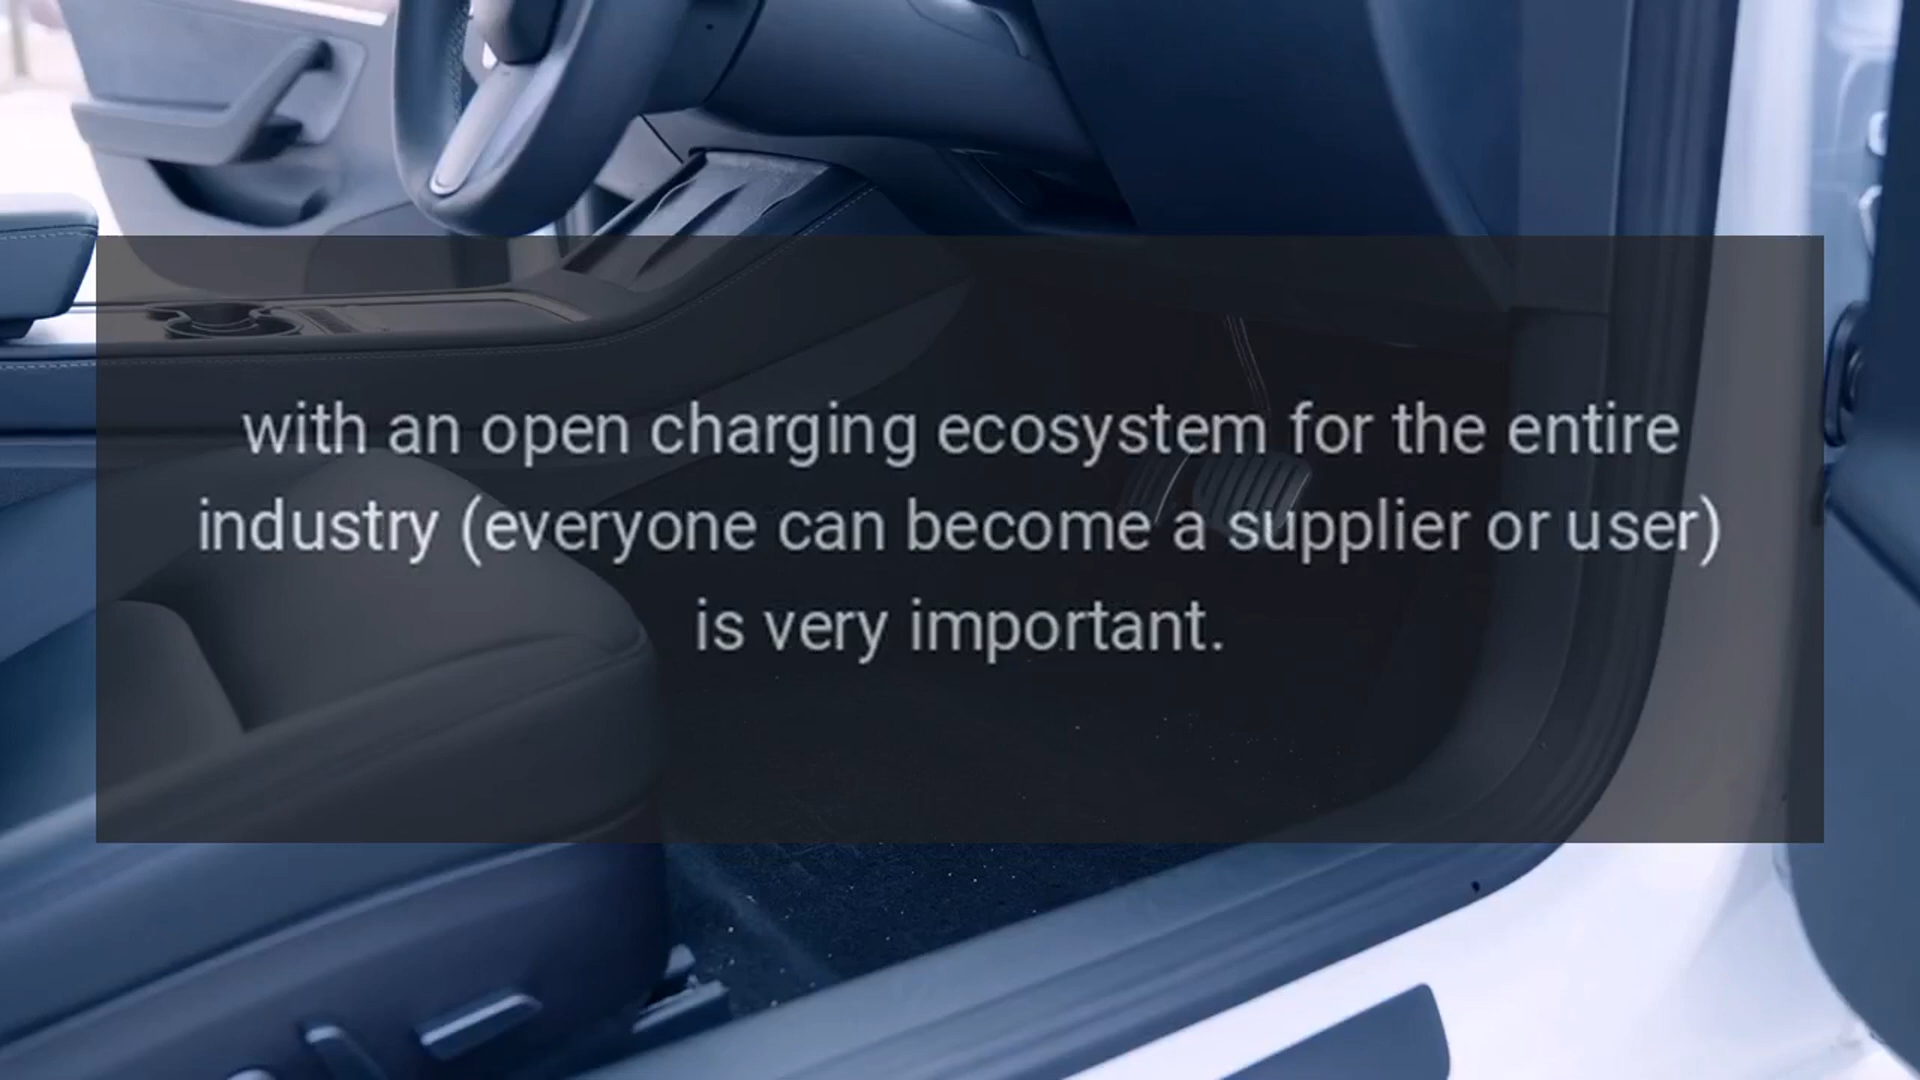 with an open charging ecosystem for the entire
industry (everyone can become a supplier or user)
is very important.